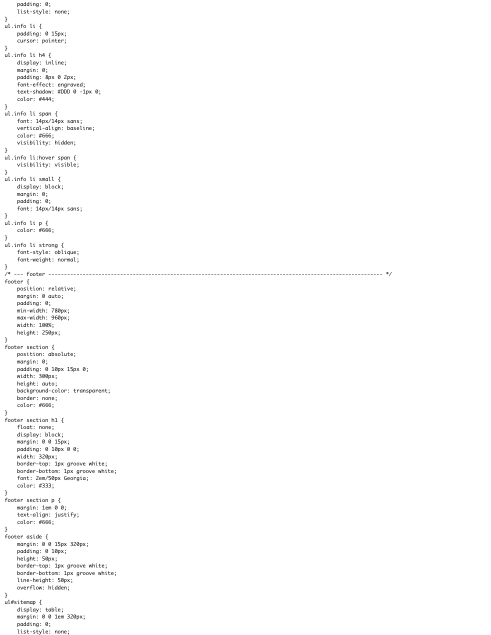 padding: 0;
list-style: none;
}
ul.info li {
padding: 0 15px;
cursor: pointer;
}
ul.info li h4 {
display: inline;
margin: 0;
padding: 8px 0 2px;
font-effect: engraved;
text-shadow: #DDD 0 -1px 0;
color: #444;
}
ul.info li span {
font: 14px/14px sans;
vertical-align: baseline;
color: #666;
visibility: hidden;
}
ul.info li:hover span {
visibility: visible;
}
ul.info li small {
display: block;
margin: 0;
padding: 0;
font: 14px/14px sans;
}
ul.info li p {
color: #666;
}
ul.info li strong {
font-style: oblique;
font-weight: normal;
}
/* --- footer ----------------------------------------------------------------------------------------------------------- */
footer {
position: relative;
margin: 0 auto;
padding: 0;
min-width: 780px;
max-width: 960px;
width: 100%;
height: 250px;
}
footer section {
position: absolute;
margin: 0;
padding: 0 10px 15px 0;
width: 300px;
height: auto;
background-color: transparent;
border: none;
color: #666;
}
footer section h1 {
float: none;
display: block;
margin: 0 0 15px;
padding: 0 10px 0 0;
width: 320px;
border-top: 1px groove white;
border-bottom: 1px groove white;
font: 2em/50px Georgia;
color: #333;
}
footer section p {
margin: 1em 0 0;
text-align: justify;
color: #666;
}
footer aside {
margin: 0 0 15px 320px;
padding: 0 10px;
height: 50px;
border-top: 1px groove white;
border-bottom: 1px groove white;
line-height: 50px;
overflow: hidden;
}
ul#sitemap {
display: table;
margin: 0 0 1em 320px;
padding: 0;
list-style: none;